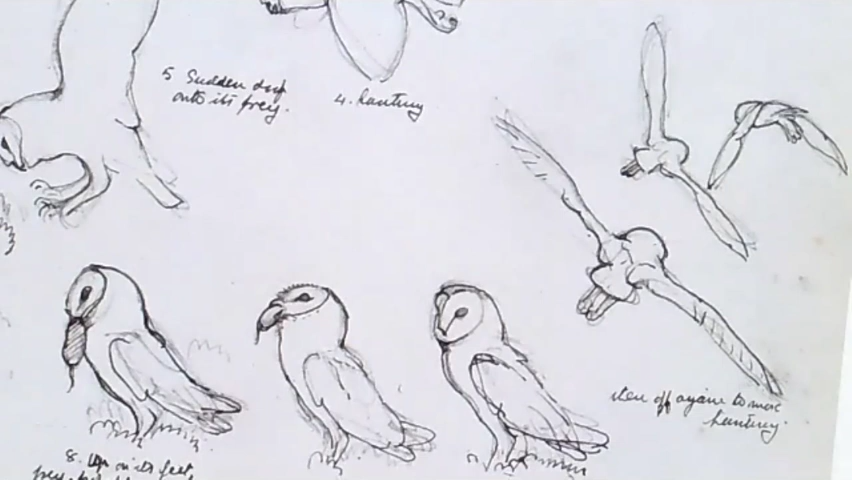 5 Sudden drop
onto its prey.
4. hunting
then off again to more
hunting.
8. Up on its feet
prey